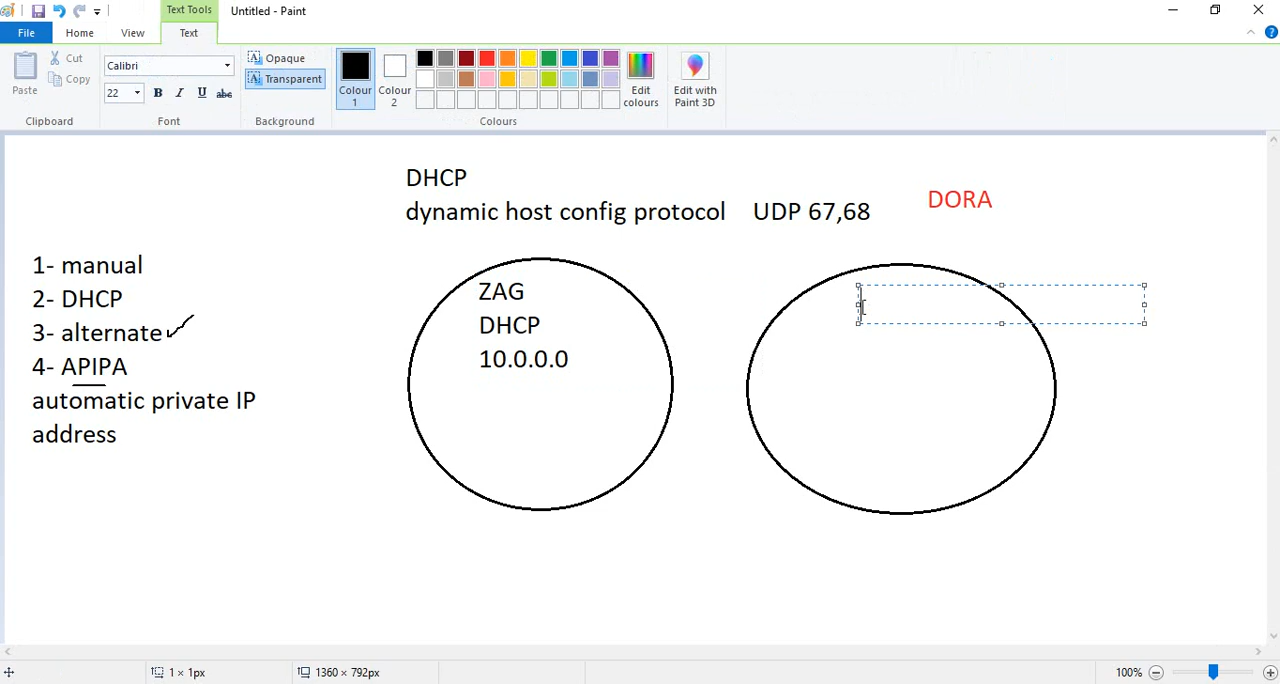 Text Tools
Untitled - Paint
File
Home
View
Text
Paste
Cut
Copy
Clipboard
Calibri
22
B I U abc
Font
Opaque
Transparent
Background
Colour 1
Colour 2
Edit colours
Colours
Edit with Paint 3D
DHCP
dynamic host config protocol UDP 67,68
DORA
1- manual
2- DHCP
3- alternate
4- APIPA
automatic private IP
address
ZAG
DHCP
10.0.0.0
1 × 1px
1360 × 792px
100%